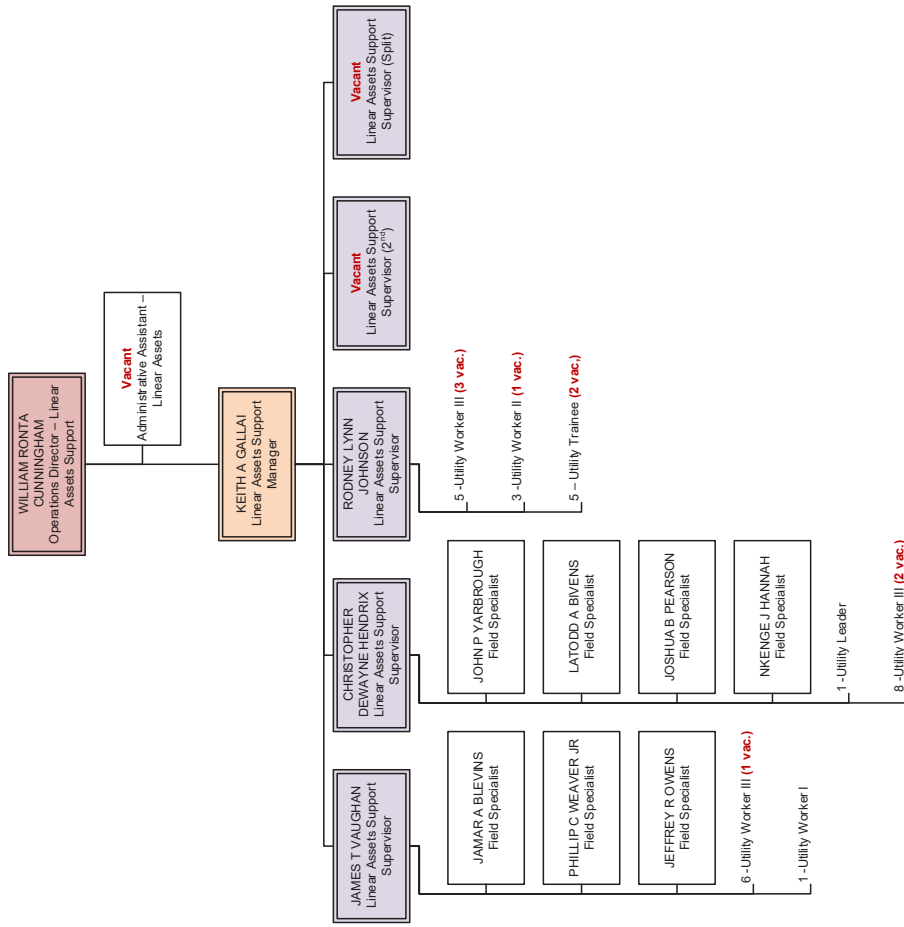 WILLIAM RONTA
CUNNINGHAM
Operations Director – Linear
Assets Support
Vacant
Administrative Assistant –
Linear Assets
KEITH A GALLAI
Linear Assets Support
Manager
JAMES T VAUGHAN
Linear Assets Support
Supervisor
CHRISTOPHER
DEWAYNE HENDRIX
Linear Assets Support
Supervisor
RODNEY LYNN
JOHNSON
Linear Assets Support
Supervisor
Vacant
Linear Assets Support
Supervisor (2nd)
Vacant
Linear Assets Support
Supervisor (Split)
JAMAR A BLEVINS
Field Specialist
PHILLIP C WEAVER JR
Field Specialist
JEFFREY R OWENS
Field Specialist
6 -Utility Worker III (1 vac.)
1 -Utility Worker I
JOHN P YARBROUGH
Field Specialist
LATODD A BIVENS
Field Specialist
JOSHUA B PEARSON
Field Specialist
NKENGE J HANNAH
Field Specialist
1 -Utility Leader
8 -Utility Worker III (2 vac.)
5 -Utility Worker III (3 vac.)
3 -Utility Worker II (1 vac.)
5 – Utility Trainee (2 vac,)